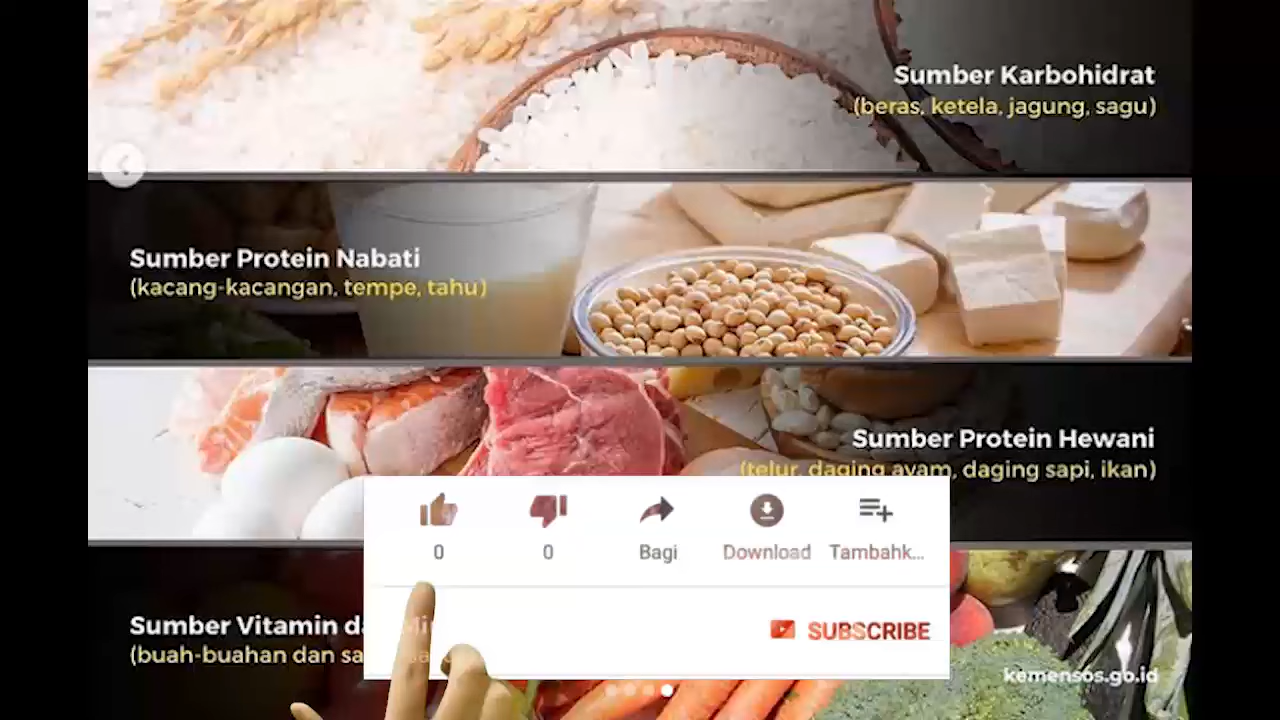 Sumber Karbohidrat
(beras, ketela, jagung, sagu)
Sumber Protein Nabati
(kacang-kacangan, tempe, tahu)
Sumber Protein Hewani
(telur, daging ayam, daging sapi, ikan)
0
0
Bagi
Download
Tambahk...
Sumber Vitamin
SUBSCRIBE
(buah-buahan dan
kemensos.go.id